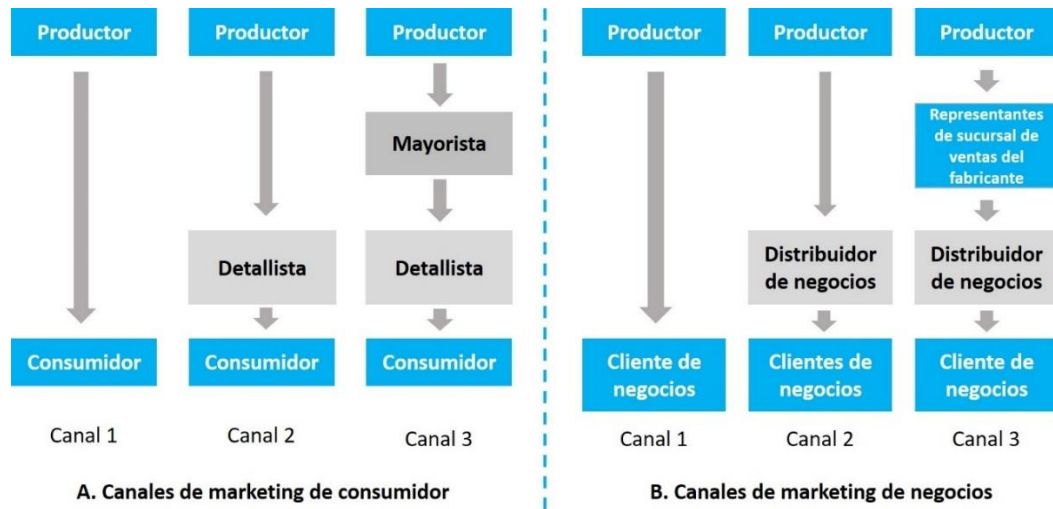 Productor
Productor
Productor
Mayorista
Detallista
Detallista
Consumidor
Consumidor
Consumidor
Canal 1
Canal 2
Canal 3
A. Canales de marketing de consumidor
Productor
Productor
Productor
Representantes
de sucursal de
ventas del
fabricante
Distribuidor
de negocios
Distribuidor
de negocios
Cliente de
negocios
Clientes de
negocios
Cliente de
negocios
Canal 1
Canal 2
Canal 3
B. Canales de marketing de negocios